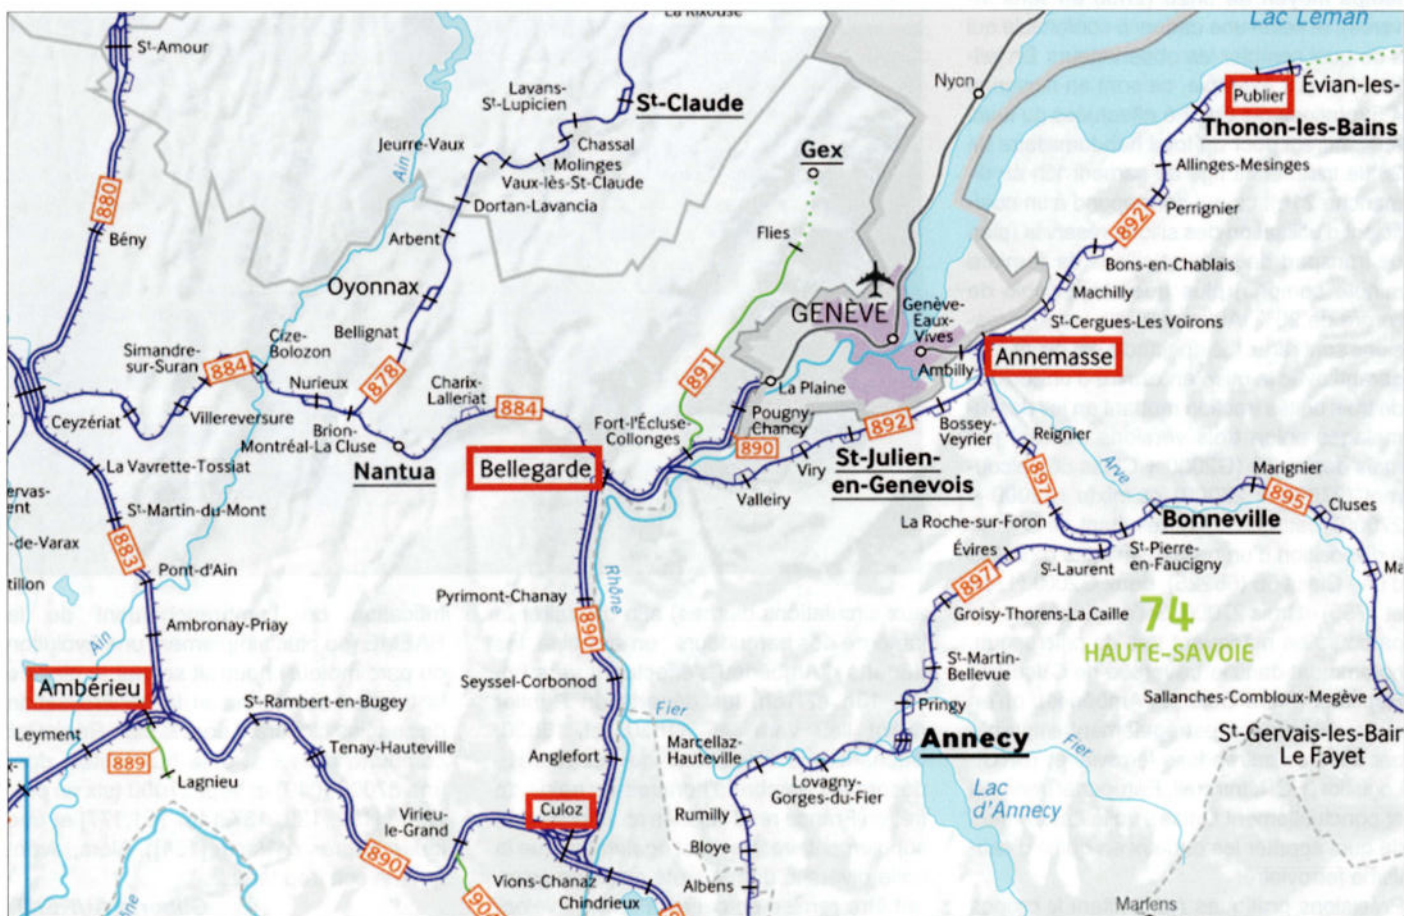 La Rixouse
Lac Léman
St-Amour
Lavans-
St-Lupicien
St-Claude
Nyon
Publier
Évian-les-
Thonon-les-Bains
Jeurre-Vaux
Ain
Chassal
Molinges
Vaux-lès-St-Claude
Gex
Allinges-Mesinges
880
Dortan-Lavancia
Perrignier
892
Bény
Arbent
Flies
Bons-en-Chablais
Oyonnax
Machilly
GENÈVE
Genève-
Eaux-
Vives
St-Cergues-Les Voirons
Bellignat
Cize-
Bolozon
Simandre-
sur-Suran
884
Annemasse
Ambilly
878
891
La Plaine
Nurieux
Charix-
Lalleriat
884
Ceyzériat
Villereversure
Pougny-
Chancy
Brion-
Montréal-La Cluse
Fort-l'Écluse-
Collonges
890
892
Bossey-
Veyrier
Reignier
Nantua
Bellegarde
Viry
St-Julien-
en-Genevois
Valleiry
La Vavrette-Tossiat
Arve
Marignier
897
895
Cluses
St-Martin-du-Mont
La Roche-sur-Foron
Bonneville
-de-Varax
883
Évires
St-Laurent
St-Pierre-
en-Faucigny
Pont-d'Ain
Rhône
897
Pyrimont-Chanay
Groisy-Thorens-La Caille
74
HAUTE-SAVOIE
Ambronay-Priay
Ain
890
St-Martin-
Bellevue
Ambérieu
Seyssel-Corbonod
Sallanches-Combloux-Megève
St-Rambert-en-Bugey
Fier
Pringy
Leyment
Tenay-Hauteville
Marcellaz-
Hauteville
Annecy
Fier
St-Gervais-les-Bain
Le Fayet
889
Lagnieu
Anglefort
Lovagny-
Gorges-du-Fier
Lac
d'Annecy
Culoz
Virieu-
le-Grand
Rumilly
890
Bloye
Vions-Chanaz
Albens
Chindrieux
Marlens